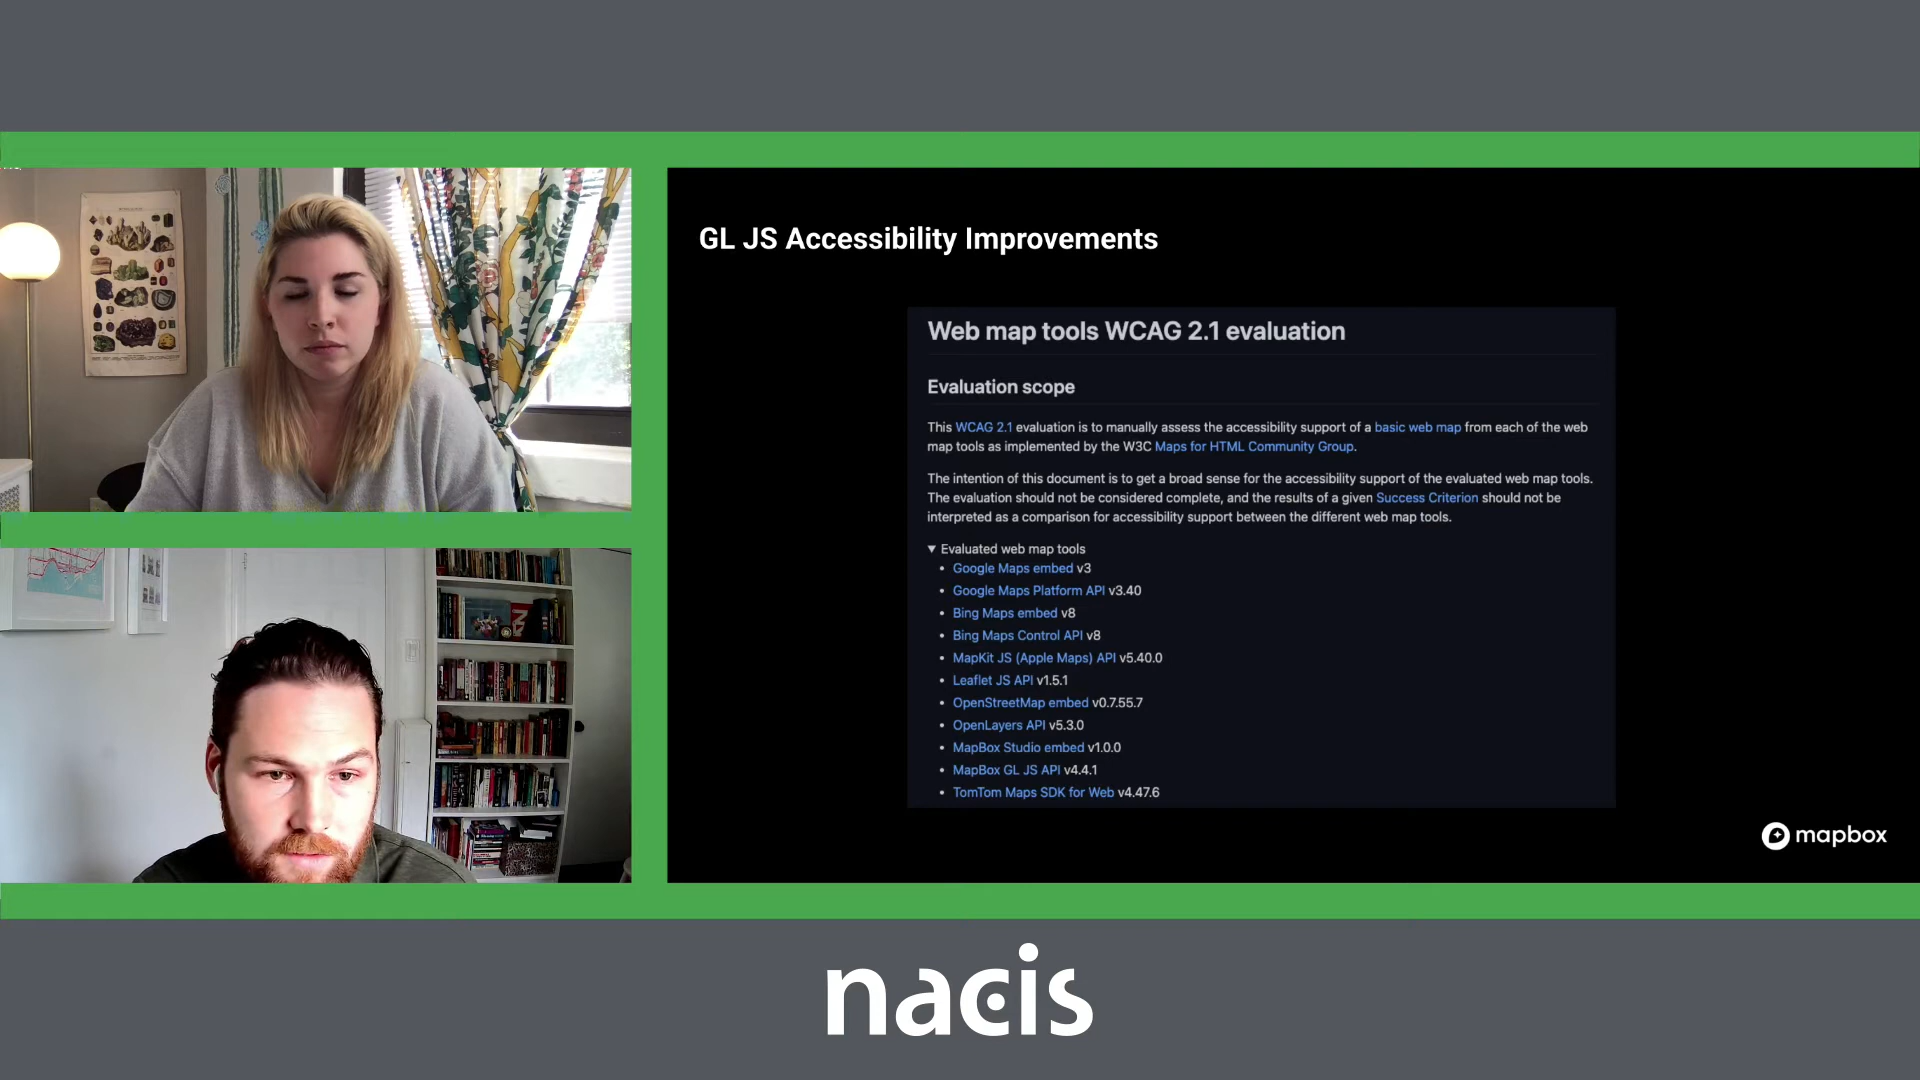 GL JS Accessibility Improvements
Web map tools WCAG 2.1 evaluation
Evaluation scope
This WCAG 2.1 evaluation is to manually assess the accessibility support of a basic web map from each of the web
map tools as implemented by the W3C Maps for HTML Community Group.
The intention of this document is to get a broad sense for the accessibility support of the evaluated web map tools.
The evaluation should not be considered complete, and the results of a given Success Criterion should not be
interpreted as a comparison for accessibility support between the different web map tools.
▼ Evaluated web map tools
• Google Maps embed v3
• Google Maps Platform API v3.40
• Bing Maps embed v8
• Bing Maps Control API v8
• MapKit JS (Apple Maps) API v5.40.0
• Leaflet JS API v1.5.1
• OpenStreetMap embed v0.7.55.7
• OpenLayers API v5.3.0
• MapBox Studio embed v1.0.0
• MapBox GL JS API v4.4.1
• TomTom Maps SDK for Web v4.47.6
mapbox
nacis